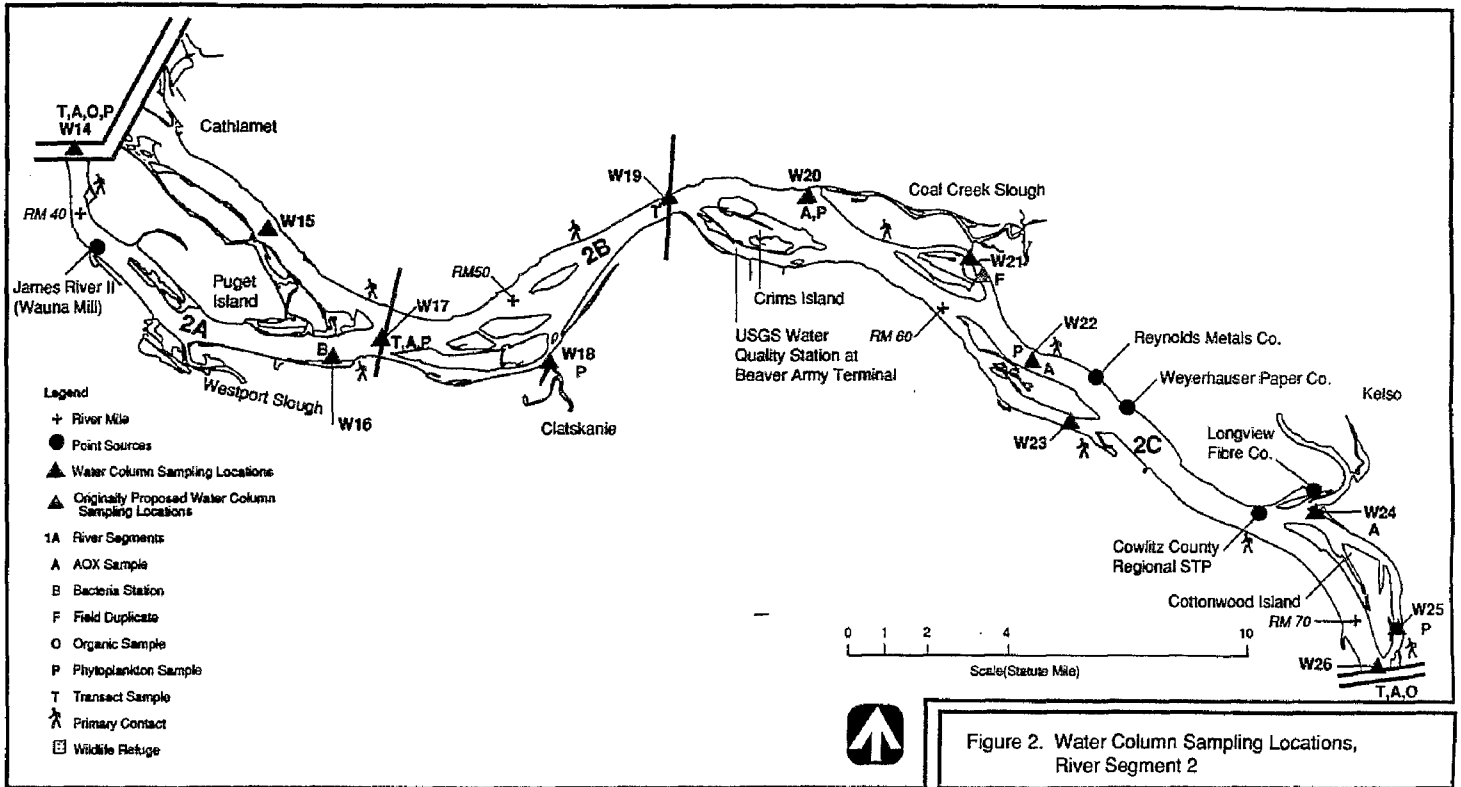 T,A,O,P
W14
Cathlamet
RM 40
W15
James River II
(Wauna Mill)
Puget
Island
2A
W17
T,A,P
B
W16
Westport Slough
RM50
2B
W18
P
Clatskanie
W19
T
W20
A,P
Coal Creek Slough
W21
F
Crims Island
USGS Water
Quality Station at
Beaver Army Terminal
RM 60
W22
P
A
Reynolds Metals Co.
Weyerhauser Paper Co.
Kelso
W23
2C
Longview
Fibre Co.
W24
A
Cowlitz County
Regional STP
Cottonwood Island
RM 70
W25
P
W26
T,A,O
Legend
+ River Mile
Point Sources
Water Column Sampling Locations
Originally Proposed Water Column
Sampling Locations
1A River Segments
A AOX Sample
B Bacteria Station
F Field Duplicate
O Organic Sample
P Phytoplankton Sample
T Transect Sample
Primary Contact
Wildlife Refuge
0 1 2 4 10
Scale(Statute Mile)
Figure 2. Water Column Sampling Locations,
River Segment 2